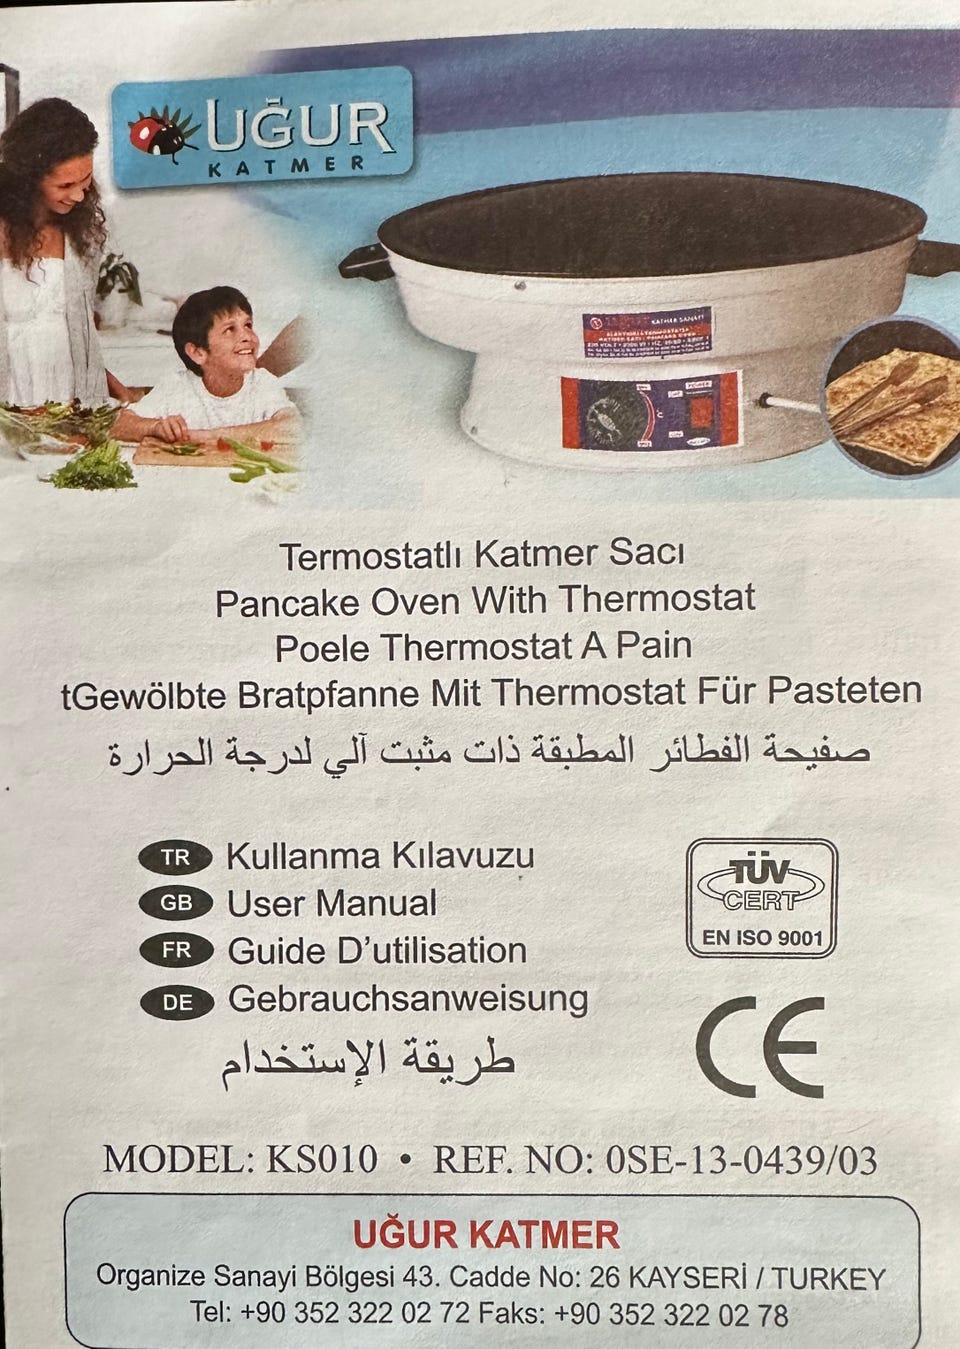 UĞUR
KATMER
KATMER SANAYİ
POWER
Termostatlı Katmer Sacı
Pancake Oven With Thermostat
Poele Thermostat A Pain
tGewölbte Bratpfanne Mit Thermostat Für Pasteten
صفيحة الفطائر المطبقة ذات مثبت آلي لدرجة الحرارة
TR Kullanma Kılavuzu
GB User Manual
FR Guide D'utilisation
DE Gebrauchsanweisung
طريقة الإستخدام
TÜV
CERT
EN ISO 9001
CE
MODEL: KS010 • REF. NO: 0SE-13-0439/03
UĞUR KATMER
Organize Sanayi Bölgesi 43. Cadde No: 26 KAYSERİ / TURKEY
Tel: +90 352 322 02 72 Faks: +90 352 322 02 78